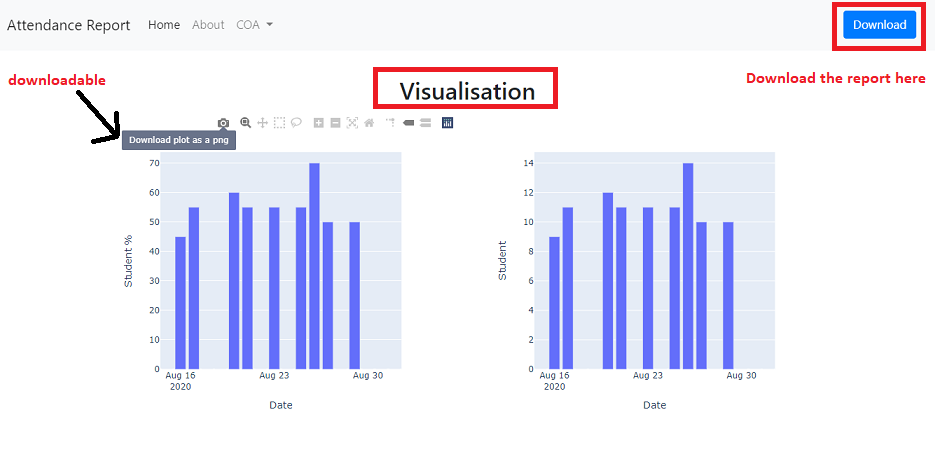 Attendance Report Home About COA Download
downloadable
Visualisation
Download the report here
Download plot as a png
70
60
50
40
30
20
10
0
Student %
Aug 16
2020
Aug 23
Aug 30
Date
14
12
10
8
6
4
2
0
Student
Aug 16
2020
Aug 23
Aug 30
Date